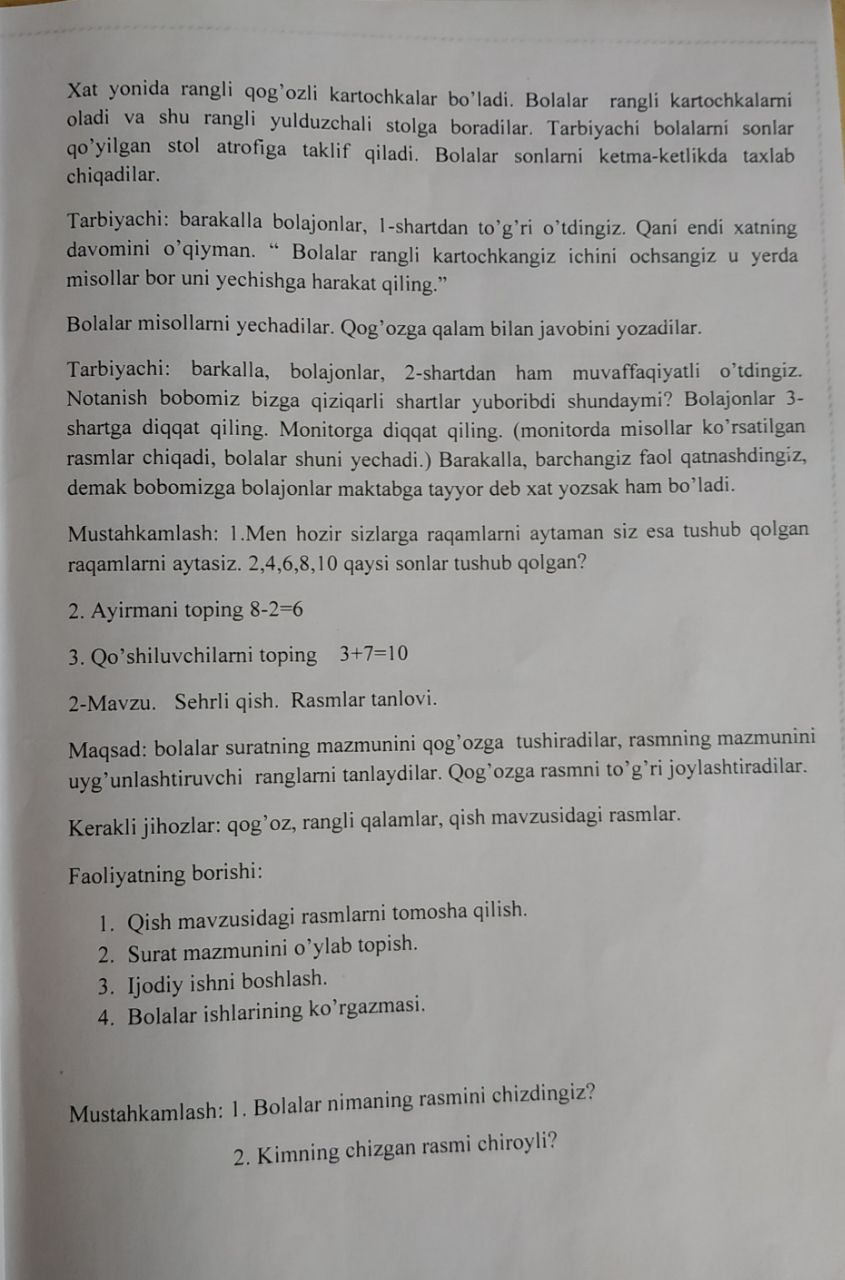 Xat yonida rangli qog’ozli kartochkalar bo’ladi. Bolalar rangli kartochkalarni
oladi va shu rangli yulduzchali stolga boradilar. Tarbiyachi bolalarni sonlar
qo’yilgan stol atrofiga taklif qiladi. Bolalar sonlarni ketma-ketlikda taxlab
chiqadilar.
Tarbiyachi: barakalla bolajonlar, 1-shartdan to’g’ri o’tdingiz. Qani endi xatning
davomini o’qiyman. “ Bolalar rangli kartochkangiz ichini ochsangiz u yerda
misollar bor uni yechishga harakat qiling.”
Bolalar misollarni yechadilar. Qog’ozga qalam bilan javobini yozadilar.
Tarbiyachi: barkalla, bolajonlar, 2-shartdan ham muvaffaqiyatli o’tdingiz.
Notanish bobomiz bizga qiziqarli shartlar yuboribdi shundaymi? Bolajonlar 3-
shartga diqqat qiling. Monitorga diqqat qiling. (monitorda misollar ko’rsatilgan
rasmlar chiqadi, bolalar shuni yechadi.) Barakalla, barchangiz faol qatnashdingiz,
demak bobomizga bolajonlar maktabga tayyor deb xat yozsak ham bo’ladi.
Mustahkamlash: 1.Men hozir sizlarga raqamlarni aytaman siz esa tushub qolgan
raqamlarni aytasiz. 2,4,6,8,10 qaysi sonlar tushub qolgan?
2. Ayirmani toping 8-2=6
3. Qo’shiluvchilarni toping 3+7=10
2-Mavzu. Sehrli qish. Rasmlar tanlovi.
Maqsad: bolalar suratning mazmunini qog’ozga tushiradilar, rasmning mazmunini
uyg’unlashtiruvchi ranglarni tanlaydilar. Qog’ozga rasmni to’g’ri joylashtiradilar.
Kerakli jihozlar: qog’oz, rangli qalamlar, qish mavzusidagi rasmlar.
Faoliyatning borishi:
1. Qish mavzusidagi rasmlarni tomosha qilish.
2. Surat mazmunini o’ylab topish.
3. Ijodiy ishni boshlash.
4. Bolalar ishlarining ko’rgazmasi.
Mustahkamlash: 1. Bolalar nimaning rasmini chizdingiz?
2. Kimning chizgan rasmi chiroyli?